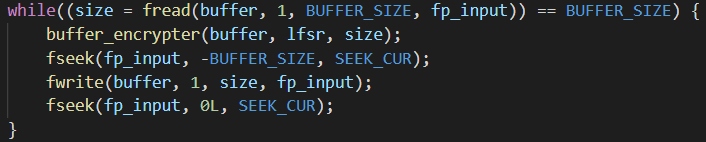 while((size = fread(buffer, 1, BUFFER_SIZE, fp_input)) == BUFFER_SIZE) {
    buffer_encrypter(buffer, lfsr, size);
    fseek(fp_input, -BUFFER_SIZE, SEEK_CUR);
    fwrite(buffer, 1, size, fp_input);
    fseek(fp_input, 0L, SEEK_CUR);
}